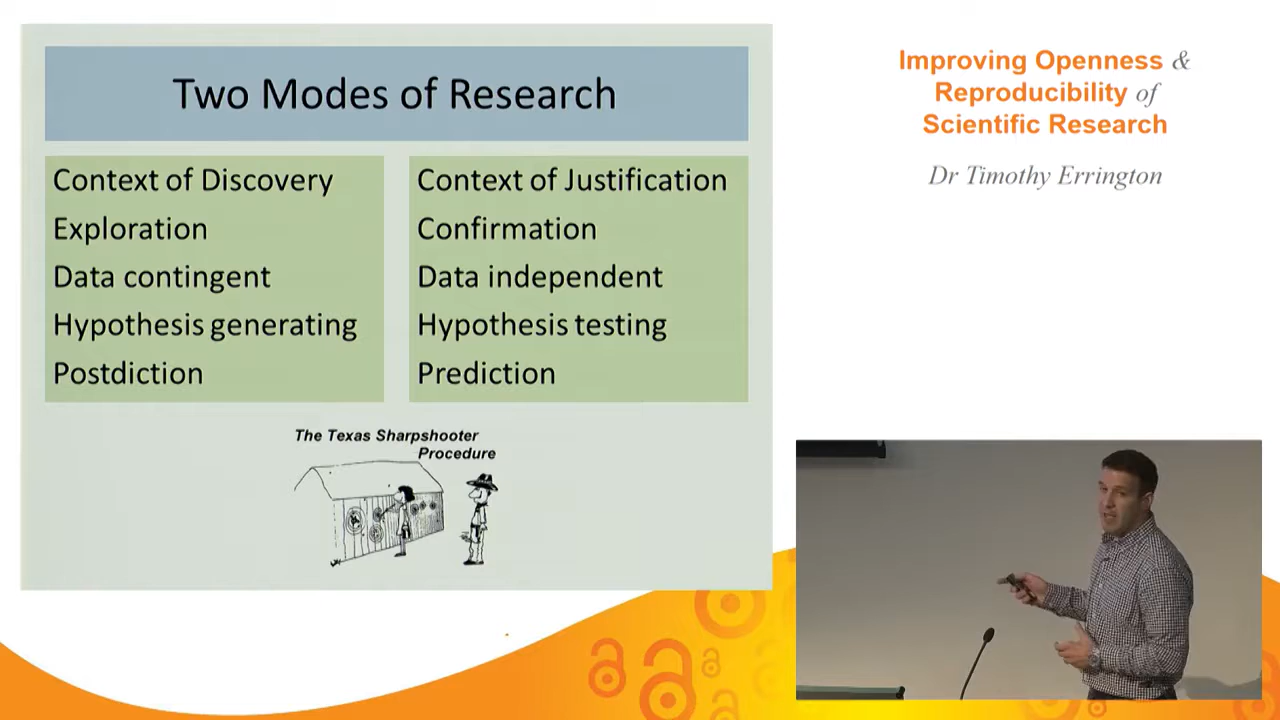 Two Modes of Research
Context of Discovery
Exploration
Data contingent
Hypothesis generating
Postdiction
Context of Justification
Confirmation
Data independent
Hypothesis testing
Prediction
The Texas Sharpshooter
Procedure
Improving Openness &
Reproducibility of
Scientific Research
Dr Timothy Errington